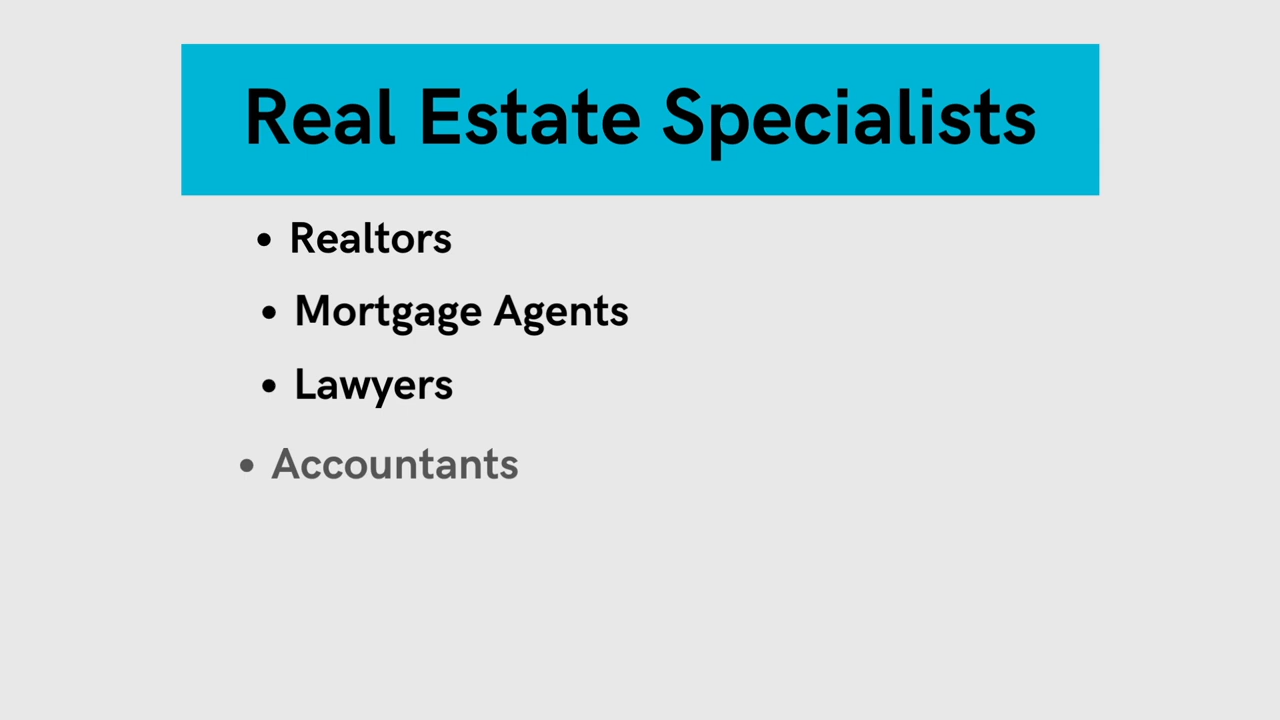 Real Estate Specialists
• Realtors
• Mortgage Agents
• Lawyers
• Accountants